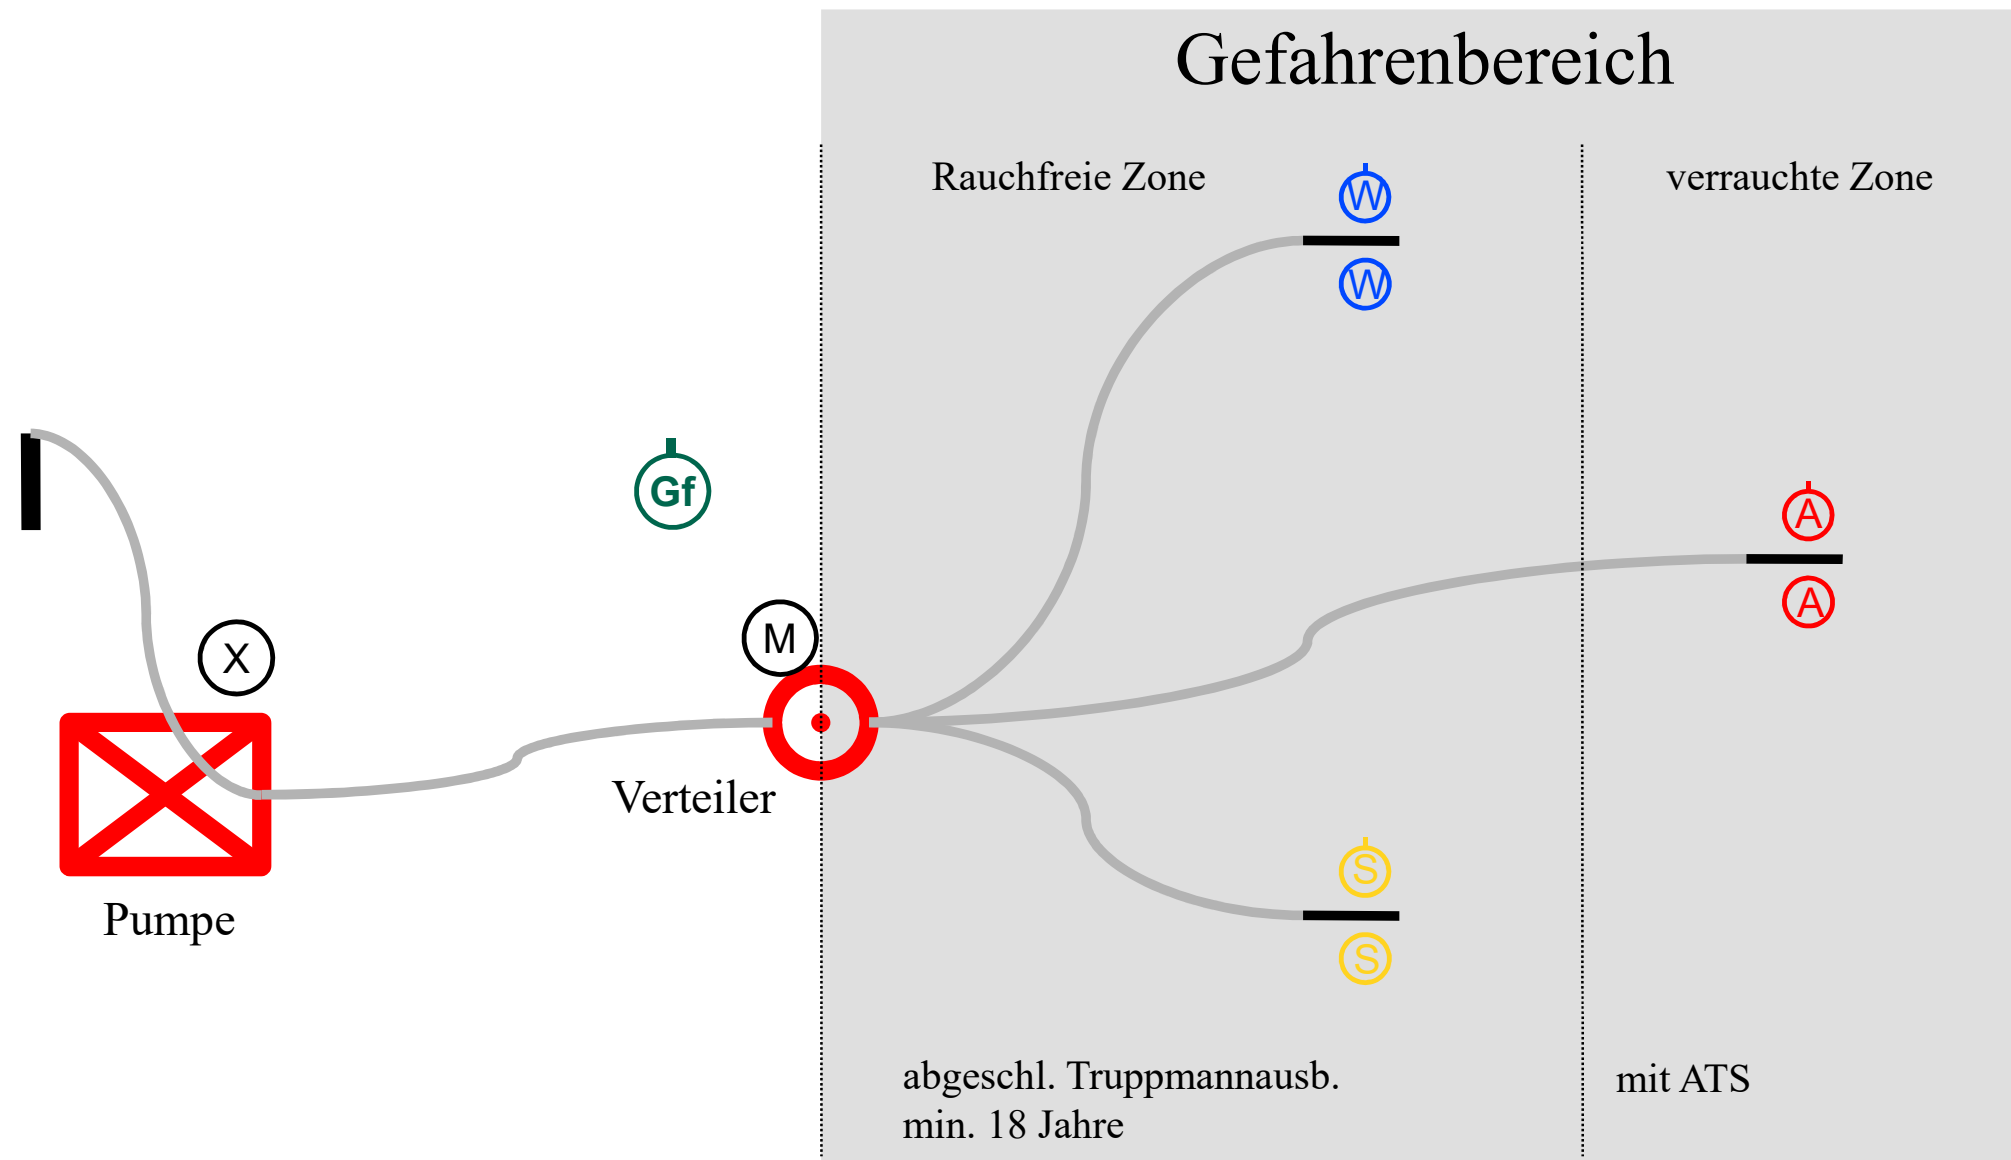 Gefahrenbereich
Rauchfreie Zone
verrauchte Zone
W
W
Gf
A
A
M
X
Verteiler
Pumpe
S
S
abgeschl. Truppmannausb.
min. 18 Jahre
mit ATS